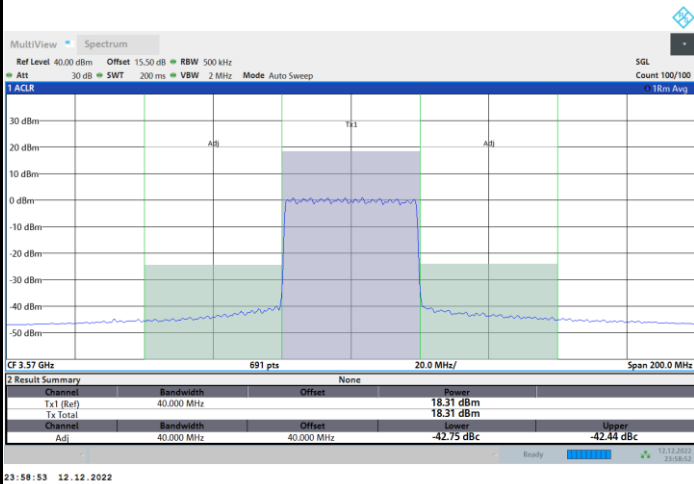 MultiView Spectrum
Ref Level 40.00 dBm Offset 15.50 dB RBW 500 kHz SGL
Att 30 dB SWT 200 ms VBW 2 MHz Mode Auto Sweep Count 100/100
1 ACLR 1Rm Avg
30 dBm
Tx1
20 dBm
Adj Adj
10 dBm
0 dBm
-10 dBm
-20 dBm
-30 dBm
-40 dBm
-50 dBm
CF 3.57 GHz 691 pts 20.0 MHz/ Span 200.0 MHz
2 Result Summary None
Channel Bandwidth Offset Power
Tx1 (Ref) 40.000 MHz 18.31 dBm
Tx Total 18.31 dBm
Channel Bandwidth Offset Lower Upper
Adj 40.000 MHz 40.000 MHz -42.75 dBc -42.44 dBc
Ready 12.12.2022
23:58:52
23:58:53 12.12.2022